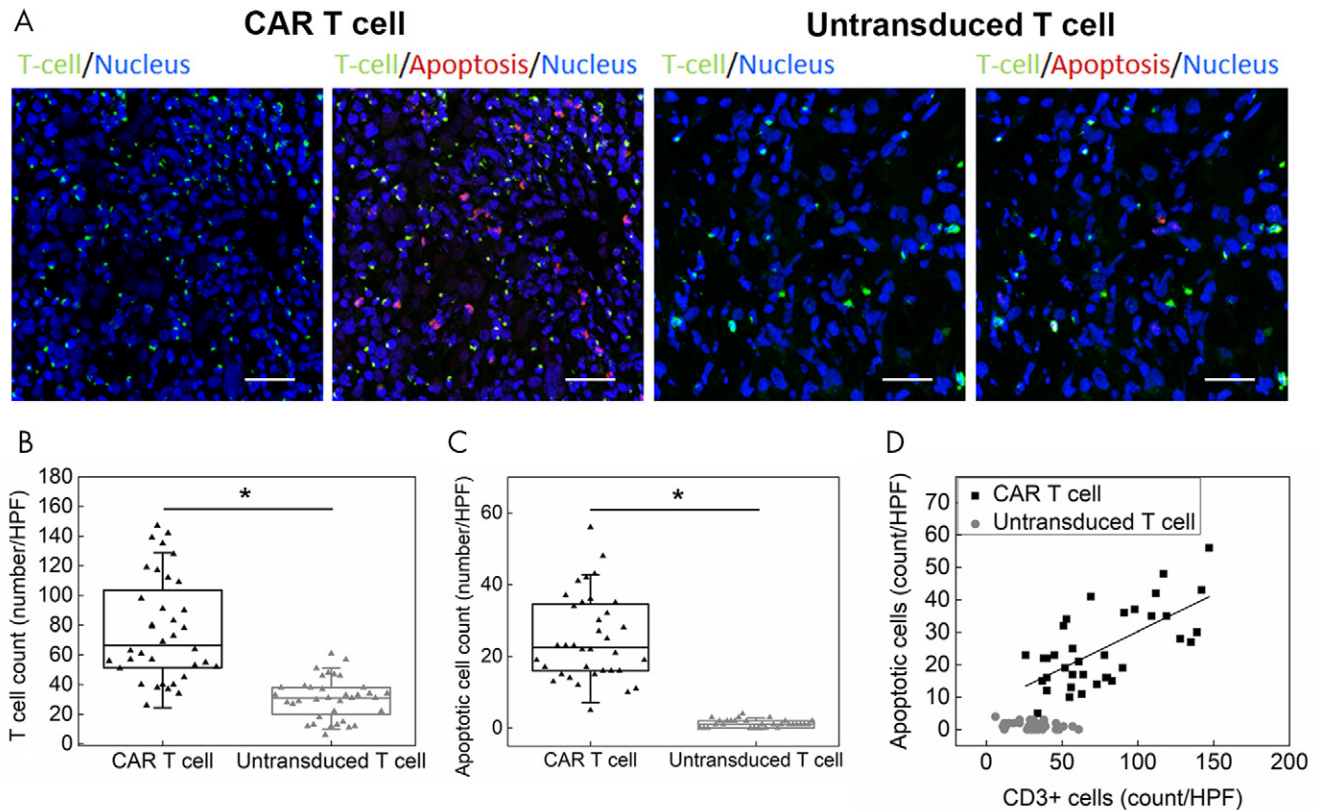 A
CAR T cell
Untransduced T cell
T-cell/Nucleus
T-cell/Apoptosis/Nucleus
T-cell/Nucleus
T-cell/Apoptosis/Nucleus
B
T cell count (number/HPF)
180
160
140
120
100
80
60
40
20
0
*
CAR T cell
Untransduced T cell
C
Apoptotic cell count (number/HPF)
60
40
20
0
*
CAR T cell
Untransduced T cell
D
Apoptotic cells (count/HPF)
70
60
50
40
30
20
10
0
CAR T cell
Untransduced T cell
0
50
100
150
200
CD3+ cells (count/HPF)